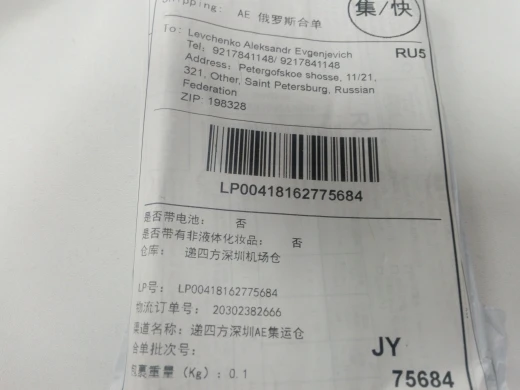 Shipping: AE 俄罗斯合单
集/快
To: Levchenko Aleksandr Evgenjevich
RU5
Tel: 9217841148/ 9217841148
Address: Petergofskoe shosse, 11/21,
321, Other, Saint Petersburg, Russian
Federation
ZIP: 198328
LP00418162775684
是否带电池: 否
是否带有非液体化妆品: 否
仓库: 递四方深圳机场仓
LP号: LP00418162775684
物流订单号: 20302382666
渠道名称: 递四方深圳AE集运仓
合单批次号:
JY
包裹重量 (Kg): 0.1
75684